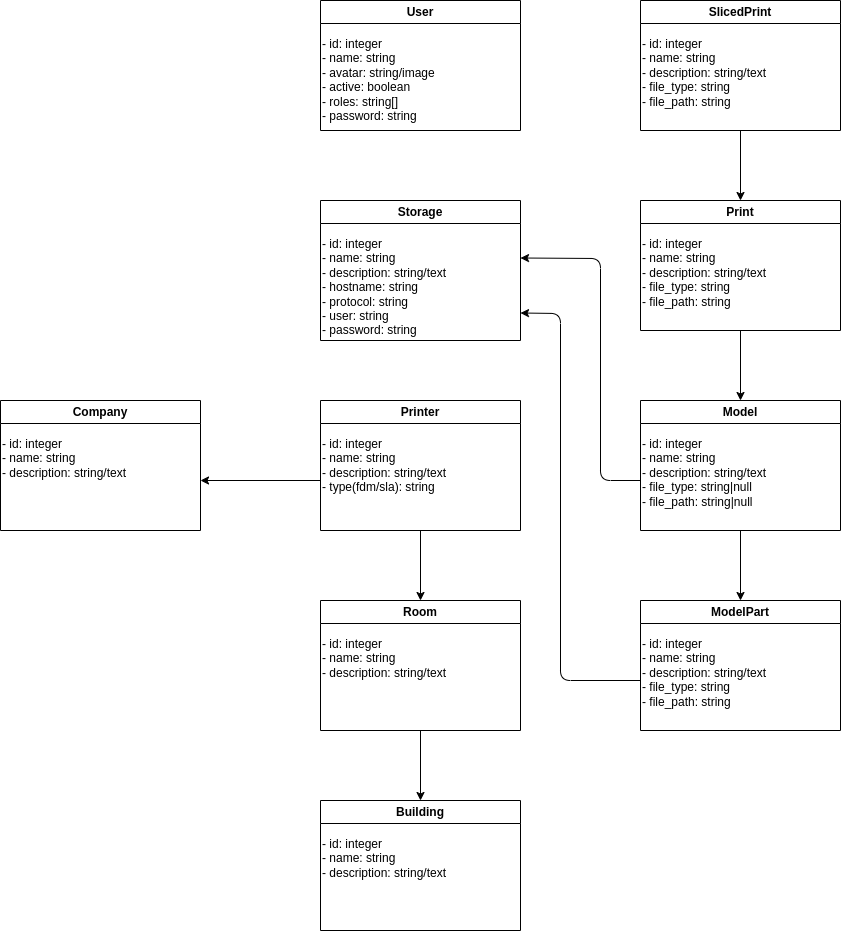 User
- id: integer
- name: string
- avatar: string/image
- active: boolean
- roles: string[]
- password: string
SlicedPrint
- id: integer
- name: string
- description: string/text
- file_type: string
- file_path: string
Storage
- id: integer
- name: string
- description: string/text
- hostname: string
- protocol: string
- user: string
- password: string
Print
- id: integer
- name: string
- description: string/text
- file_type: string
- file_path: string
Company
- id: integer
- name: string
- description: string/text
Printer
- id: integer
- name: string
- description: string/text
- type(fdm/sla): string
Model
- id: integer
- name: string
- description: string/text
- file_type: string|null
- file_path: string|null
Room
- id: integer
- name: string
- description: string/text
ModelPart
- id: integer
- name: string
- description: string/text
- file_type: string
- file_path: string
Building
- id: integer
- name: string
- description: string/text